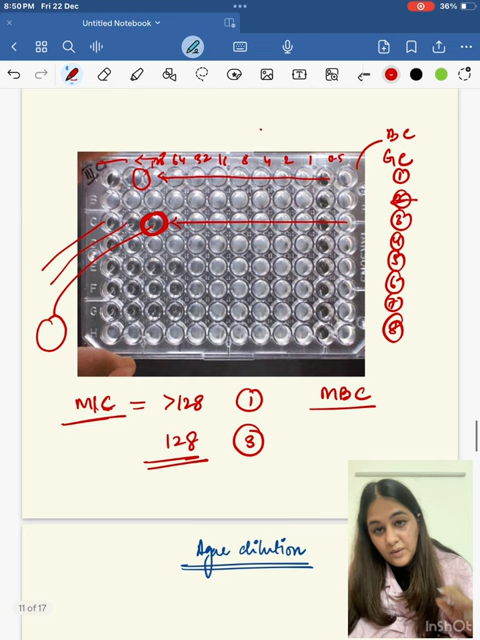 8:50 PM Fri 22 Dec
36%
Untitled Notebook
BC
GC
128 64 32 16 8 4 2 1 0.5
1
2
3
4
5
6
7
8
C
D
E
F
G
H
MIC = >128 1
MBC
128 3
Agar dilution
11 of 17
InShOt